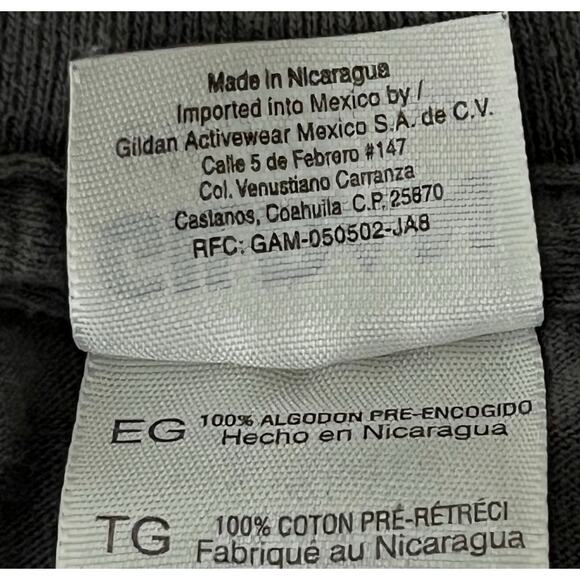 Made in Nicaragua
Imported into Mexico by /
Gildan Activewear Mexico S.A. de C.V.
Calle 5 de Febrero #147
Col. Venustiano Carranza
Castanos, Coahuila C.P. 25870
RFC: GAM-050502-JA8
EG 100% ALGODON PRE-ENCOGIDO
Hecho en Nicaragua
TG 100% COTON PRÉ-RÉTRÉCI
Fabriqué au Nicaragua